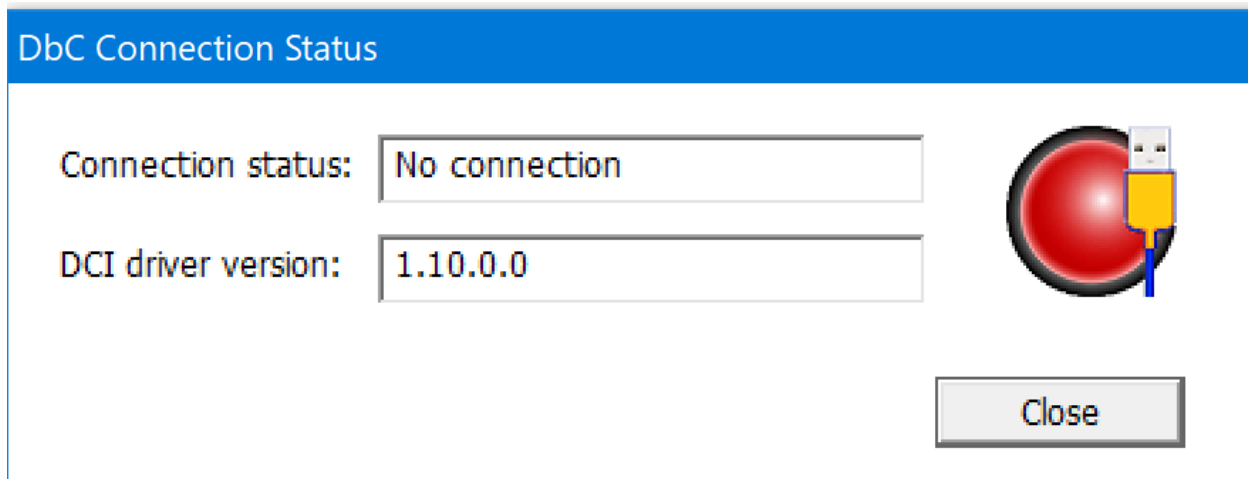 DbC Connection Status
Connection status: No connection
DCI driver version: 1.10.0.0
Close